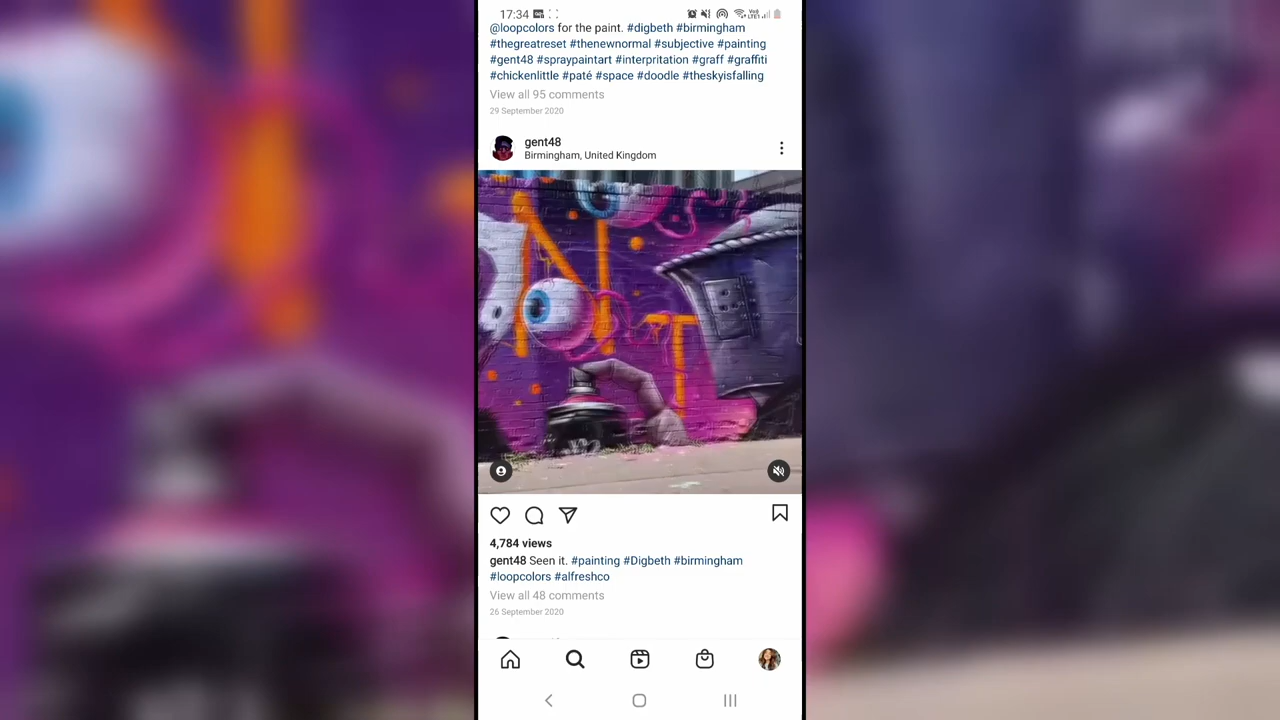 17:34
@loopcolors for the paint. #digbeth #birmingham
#thegreatreset #thenewnormal #subjective #painting
#gent48 #spraypaintart #interpritation #graff #graffiti
#chickenlittle #paté #space #doodle #theskyisfalling
View all 95 comments
29 September 2020
gent48
Birmingham, United Kingdom
N
T
4,784 views
gent48 Seen it. #painting #Digbeth #birmingham
#loopcolors #alfreshco
View all 48 comments
26 September 2020